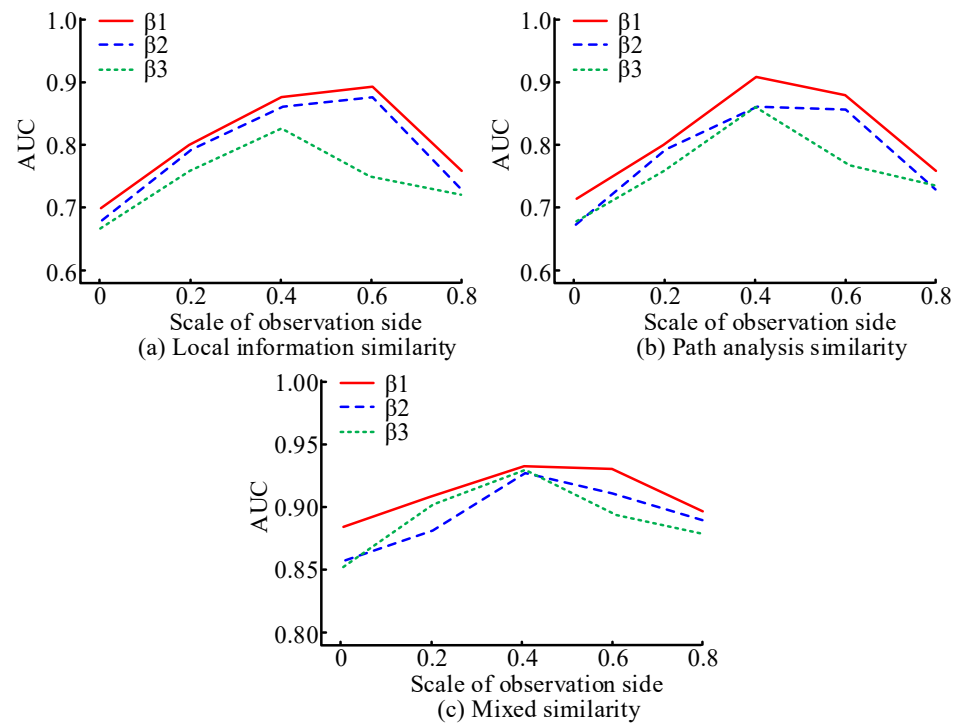 1.0
0.9
0.8
0.7
0.6
AUC
β1
β2
β3
0 0.2 0.4 0.6 0.8
Scale of observation side
(a) Local information similarity
1.0
0.9
0.8
0.7
0.6
AUC
β1
β2
β3
0 0.2 0.4 0.6 0.8
Scale of observation side
(b) Path analysis similarity
1.00
0.95
0.90
0.85
0.80
AUC
β1
β2
β3
0 0.2 0.4 0.6 0.8
Scale of observation side
(c) Mixed similarity